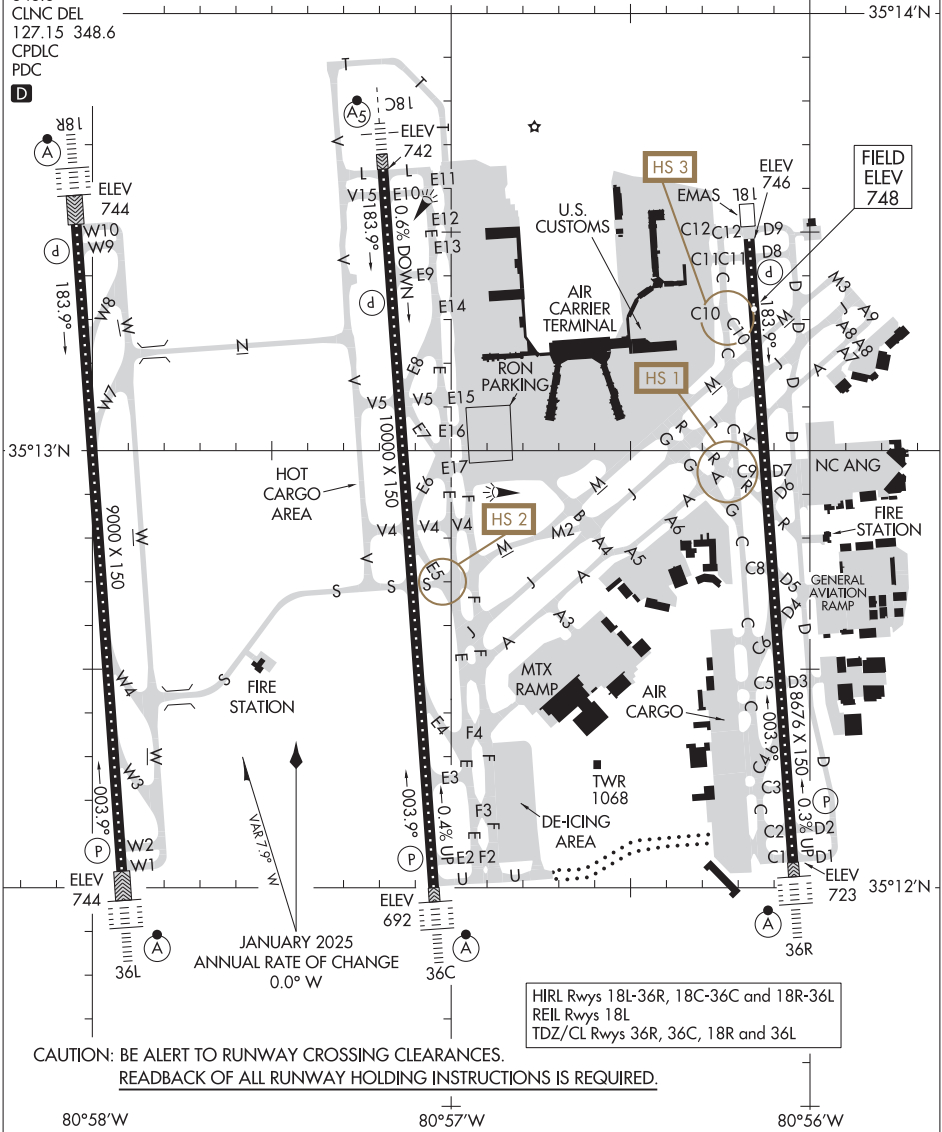 CLNC DEL
127.15 348.6
CPDLC
PDC
D
35°14'N
18R
A
ELEV
744
W10
W9
P
183.9°
W8
W
W7
9000 X 150
W
W4
W
W3
003.9°
P
W2
W1
ELEV
744
36L
A
T
T
T
V
A5
18C
ELEV
742
L
L
E11
V15
E10
183.9°
0.6% DOWN
E12
E
E13
V
E9
P
E14
N
E8
E
V
V5
V5
E15
E7
E16
10000 X 150
E17
E6
E
F
HOT
CARGO
AREA
V4
V4
V4
V
HS 2
E5
S
S
S
S
F
J
F
E
FIRE
STATION
E4
F4
E
F
E3
F3
003.9°
0.4% UP
F
E
P
E2
F2
U
U
ELEV
692
36C
A
U.S.
CUSTOMS
AIR
CARRIER
TERMINAL
RON
PARKING
HS 3
EMAS
18L
ELEV
746
FIELD
ELEV
748
C12
C12
D9
C11
C11
D8
P
C
D
C10
C10
183.9°
M
D
M3
J
A9
A8
A8
A7
C
J
D
A
HS 1
M
J
C
A
D
R
G
R
G
A
R
G
C9
D7
D6
R
NC ANG
35°13'N
FIRE
STATION
M
J
G
A
B
M2
A6
A4
A5
M
J
A
A3
A
C
C8
D5
D4
D
GENERAL
AVIATION
RAMP
C
C6
MTX
RAMP
AIR
CARGO
C5
D3
C
003.9°
8676 X 150
C4
D
C3
TWR
1068
C
0.3% UP
P
DE-ICING
AREA
C2
D2
C1
D1
ELEV
723
35°12'N
A
36R
VAR 7.9° W
JANUARY 2025
ANNUAL RATE OF CHANGE
0.0° W
HIRL Rwys 18L-36R, 18C-36C and 18R-36L
REIL Rwys 18L
TDZ/CL Rwys 36R, 36C, 18R and 36L
CAUTION: BE ALERT TO RUNWAY CROSSING CLEARANCES.
READBACK OF ALL RUNWAY HOLDING INSTRUCTIONS IS REQUIRED.
80°58'W
80°57'W
80°56'W